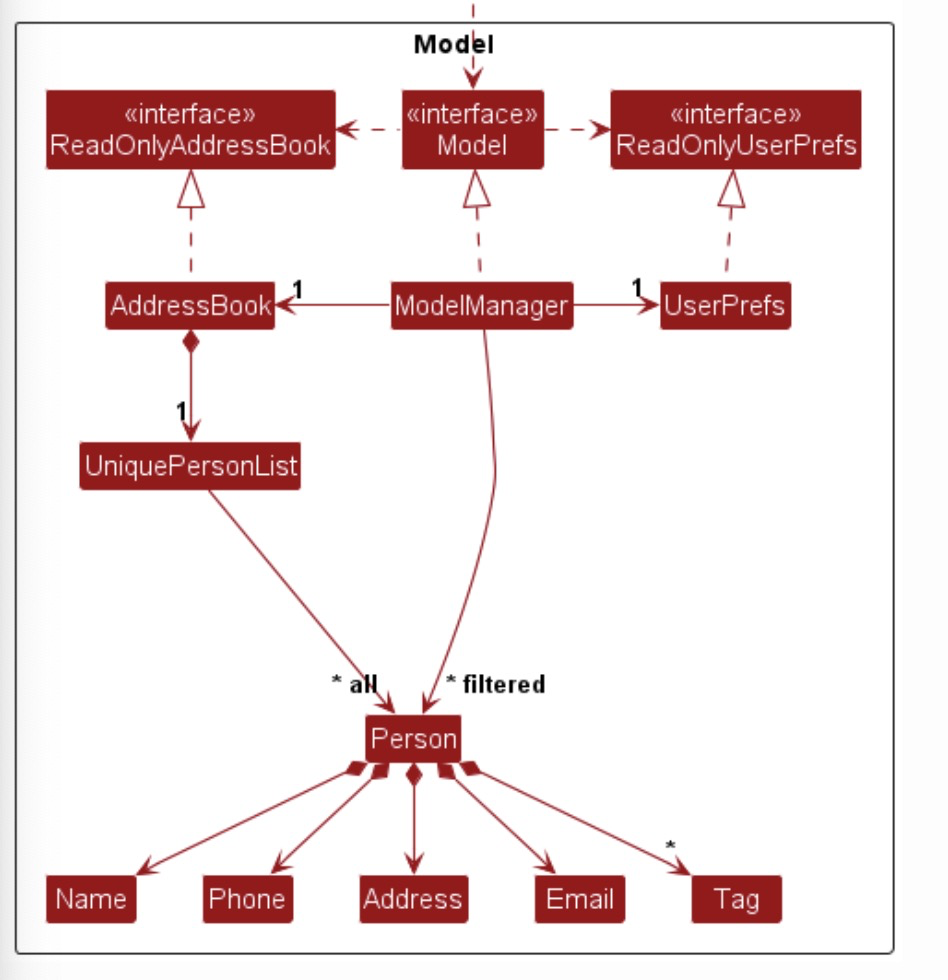 Model
«interface»
ReadOnlyAddressBook
«interface»
Model
«interface»
ReadOnlyUserPrefs
AddressBook
1
ModelManager
1
UserPrefs
1
UniquePersonList
* all
* filtered
Person
*
Name
Phone
Address
Email
Tag